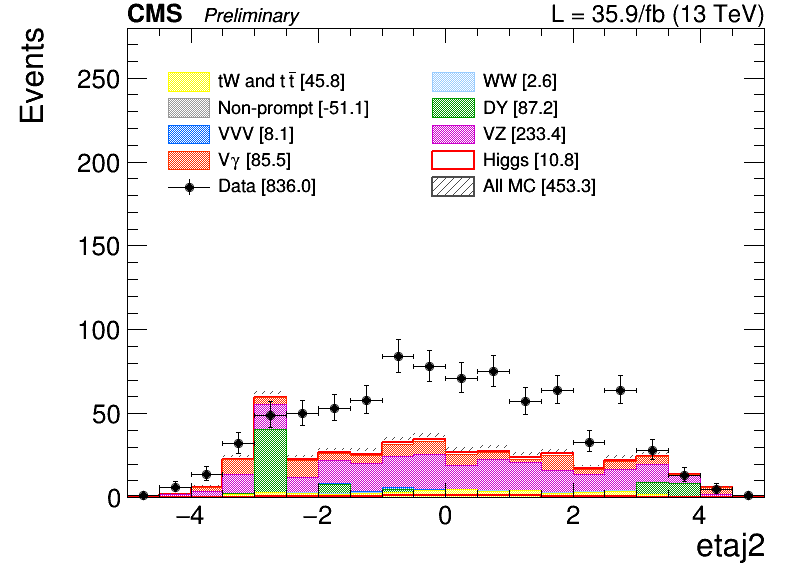 CMS Preliminary L = 35.9/fb (13 TeV)
Events
250
200
150
100
50
0
tW and tt̄ [45.8]
Non-prompt [-51.1]
VVV [8.1]
Vγ [85.5]
Data [836.0]
WW [2.6]
DY [87.2]
VZ [233.4]
Higgs [10.8]
All MC [453.3]
−4 −2 0 2 4
etaj2